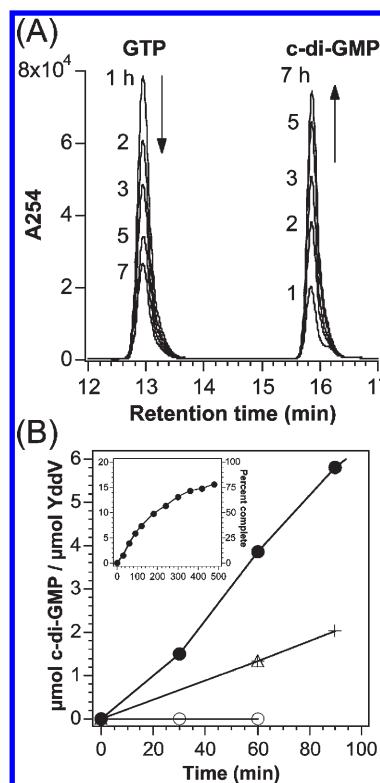 (A)
GTP
c-di-GMP
8x10⁴
1 h
7 h
2
5
6
3
3
A254
4
5
2
7
2
1
0
12 13 14 15 16 17
Retention time (min)
(B)
6
20 100
15 75
5
10 50
5 25
0 0
Percent complete
4
0 100 200 300 400 500
µmol c-di-GMP / µmol YddV
3
2
1
0
0 20 40 60 80 100
Time (min)